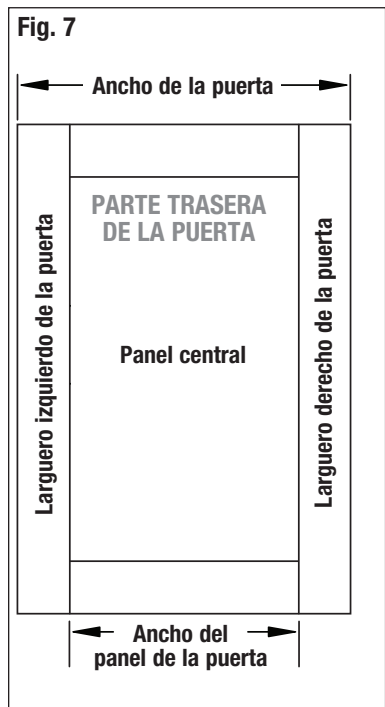 Fig. 7
Ancho de la puerta
PARTE TRASERA
DE LA PUERTA
Larguero izquierdo de la puerta
Panel central
Larguero derecho de la puerta
Ancho del
panel de la puerta